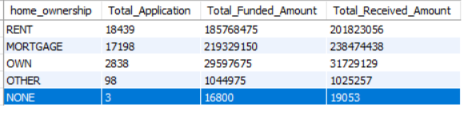 home_ownership Total_Application Total_Funded_Amount Total_Received_Amount
RENT 18439 185768475 201823056
MORTGAGE 17198 219329150 238474438
OWN 2838 29597675 31729129
OTHER 98 1044975 1025257
NONE 3 16800 19053